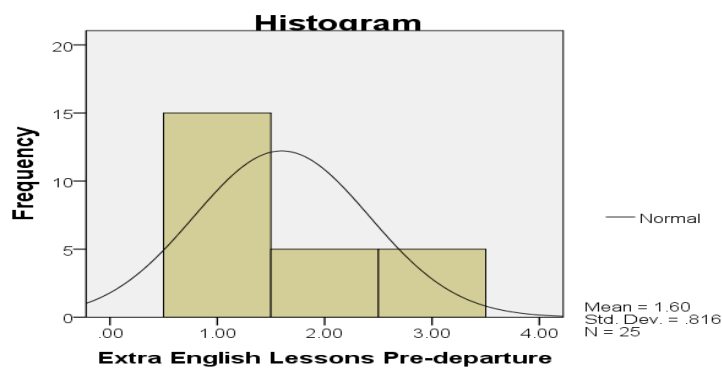 Histogram
20
15
10
5
0
Frequency
.00 1.00 2.00 3.00 4.00
Extra English Lessons Pre-departure
Normal
Mean = 1.60
Std. Dev. = .816
N = 25